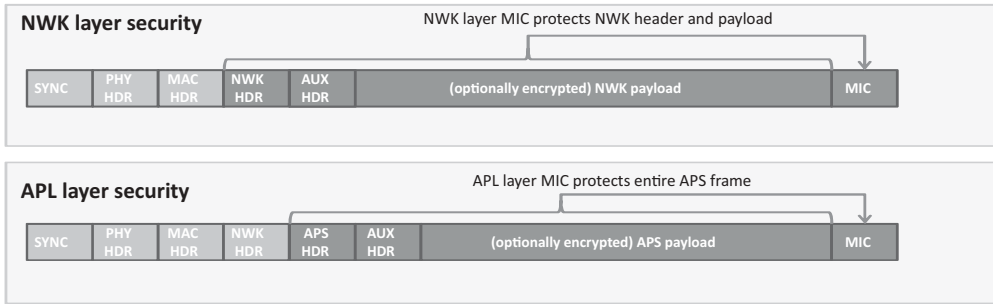 NWK layer security
NWK layer MIC protects NWK header and payload
SYNC PHY HDR MAC HDR NWK HDR AUX HDR (optionally encrypted) NWK payload MIC
APL layer security
APL layer MIC protects entire APS frame
SYNC PHY HDR MAC HDR NWK HDR APS HDR AUX HDR (optionally encrypted) APS payload MIC